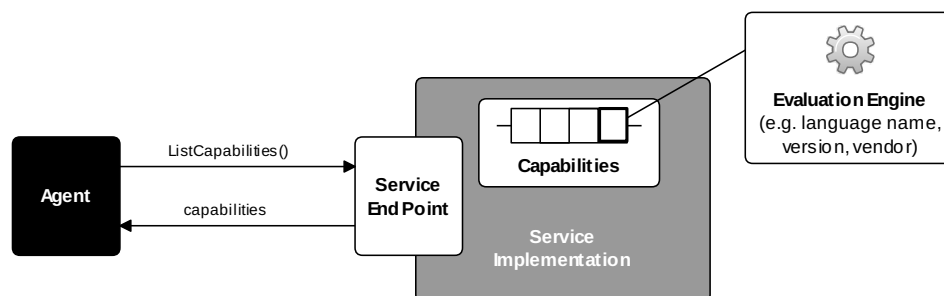 Evaluation Engine
(e.g. language name,
version, vendor)
ListCapabilities()
Capabilities
Agent
Service
End Point
capabilities
Service
Implementation